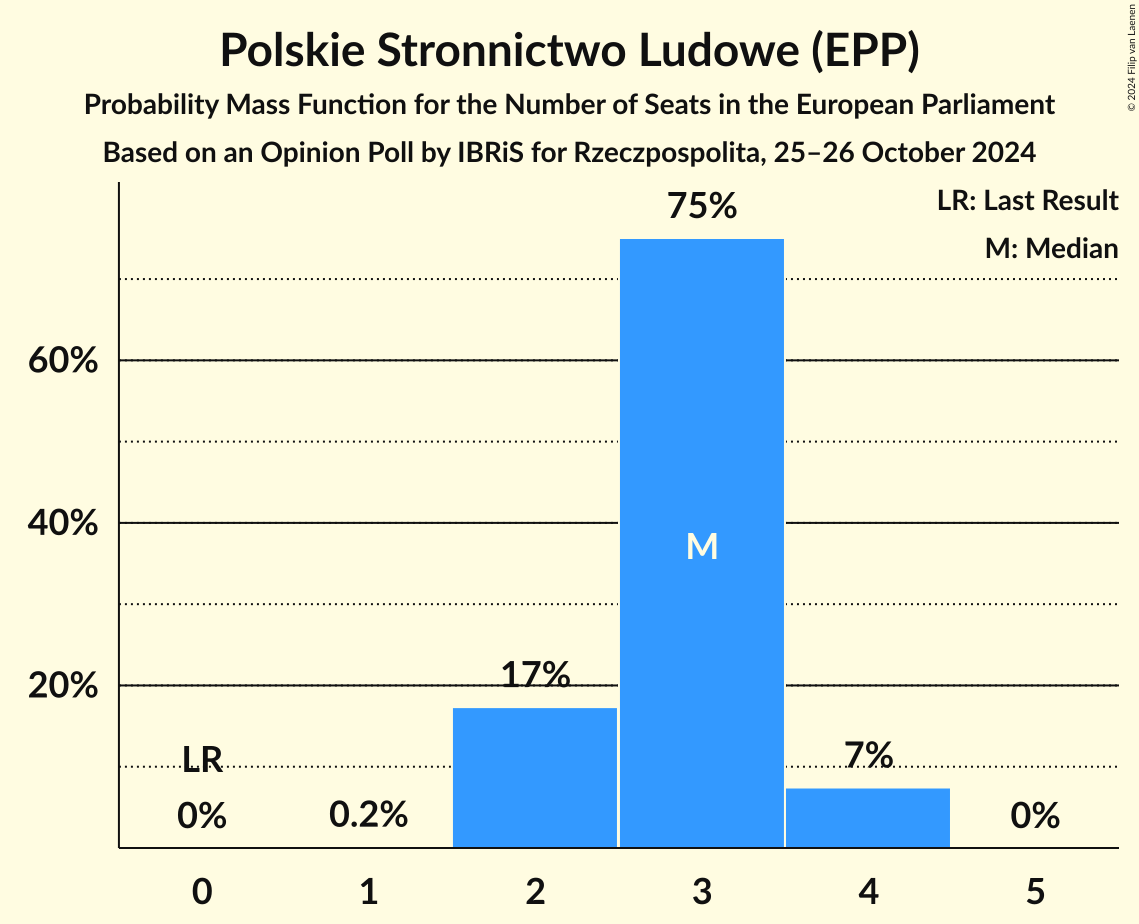 Polskie Stronnictwo Ludowe (EPP)
Probability Mass Function for the Number of Seats in the European Parliament
Based on an Opinion Poll by IBRiS for Rzeczpospolita, 25–26 October 2024
© 2024 Filip van Laenen
LR: Last Result
M: Median
75%
60%
40%
M
20%
17%
LR
7%
0%
0.2%
0%
0 1 2 3 4 5